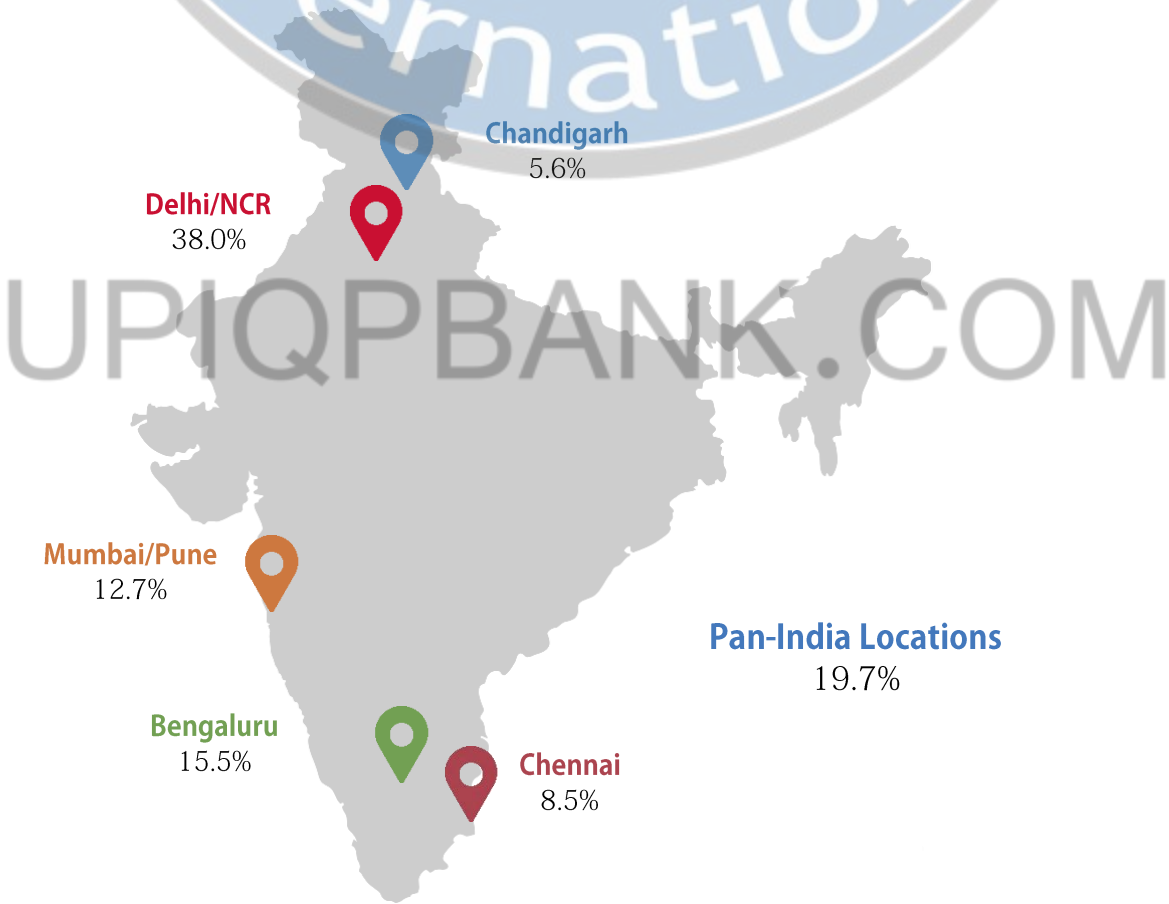 ernatio
Chandigarh
5.6%
Delhi/NCR
38.0%
UPIQPBANK.COM
Mumbai/Pune
12.7%
Pan-India Locations
19.7%
Bengaluru
15.5%
Chennai
8.5%